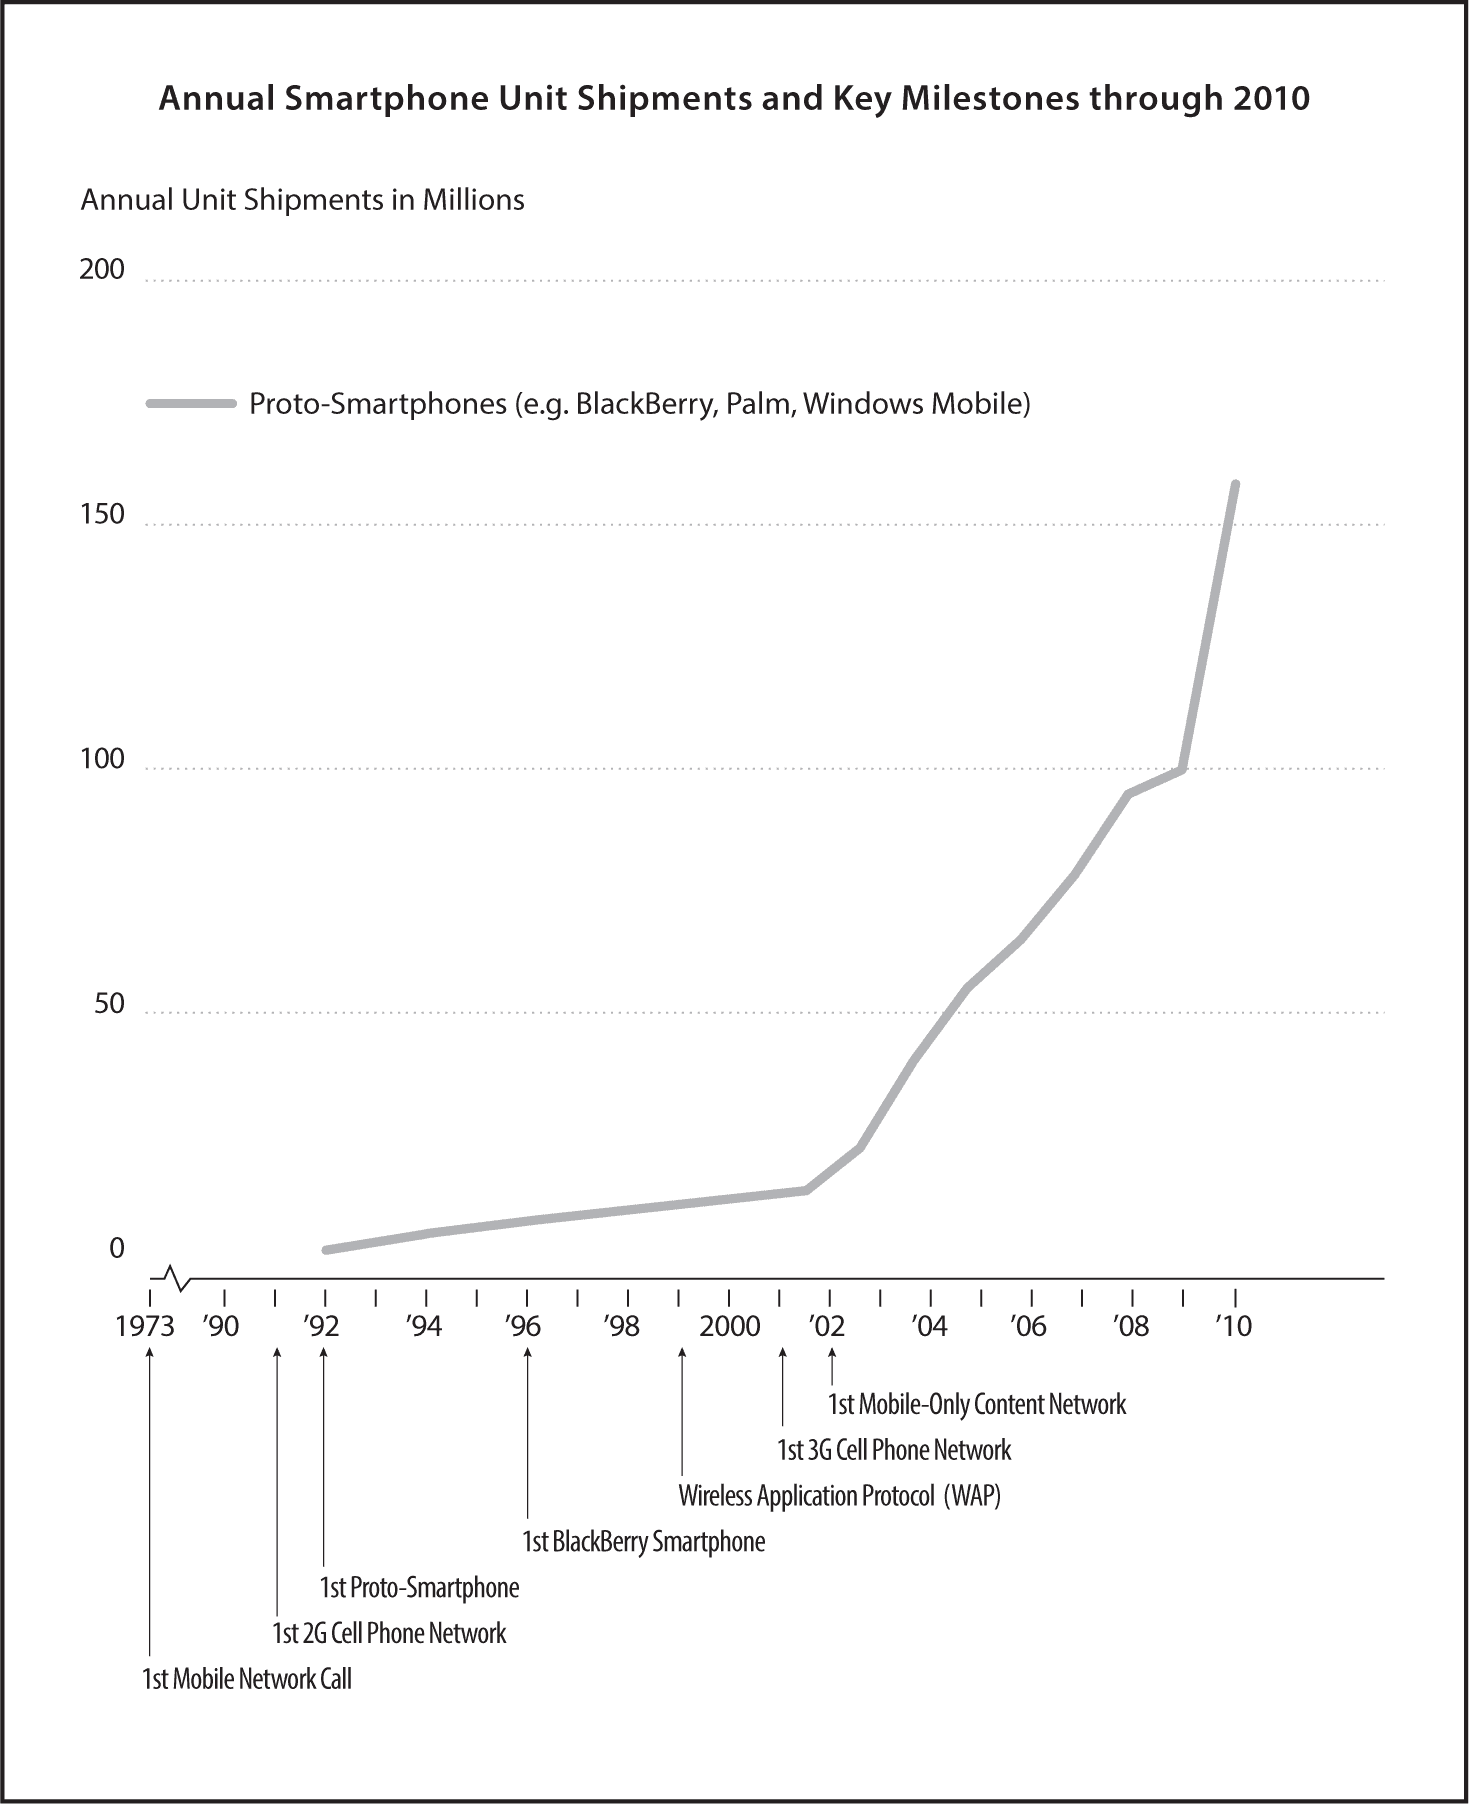 Annual Smartphone Unit Shipments and Key Milestones through 2010
Annual Unit Shipments in Millions
200
Proto-Smartphones (e.g. BlackBerry, Palm, Windows Mobile)
150
100
50
0
1973 ’90 ’92 ’94 ’96 ’98 2000 ’02 ’04 ’06 ’08 ’10
1st Mobile-Only Content Network
1st 3G Cell Phone Network
Wireless Application Protocol (WAP)
1st BlackBerry Smartphone
1st Proto-Smartphone
1st 2G Cell Phone Network
1st Mobile Network Call